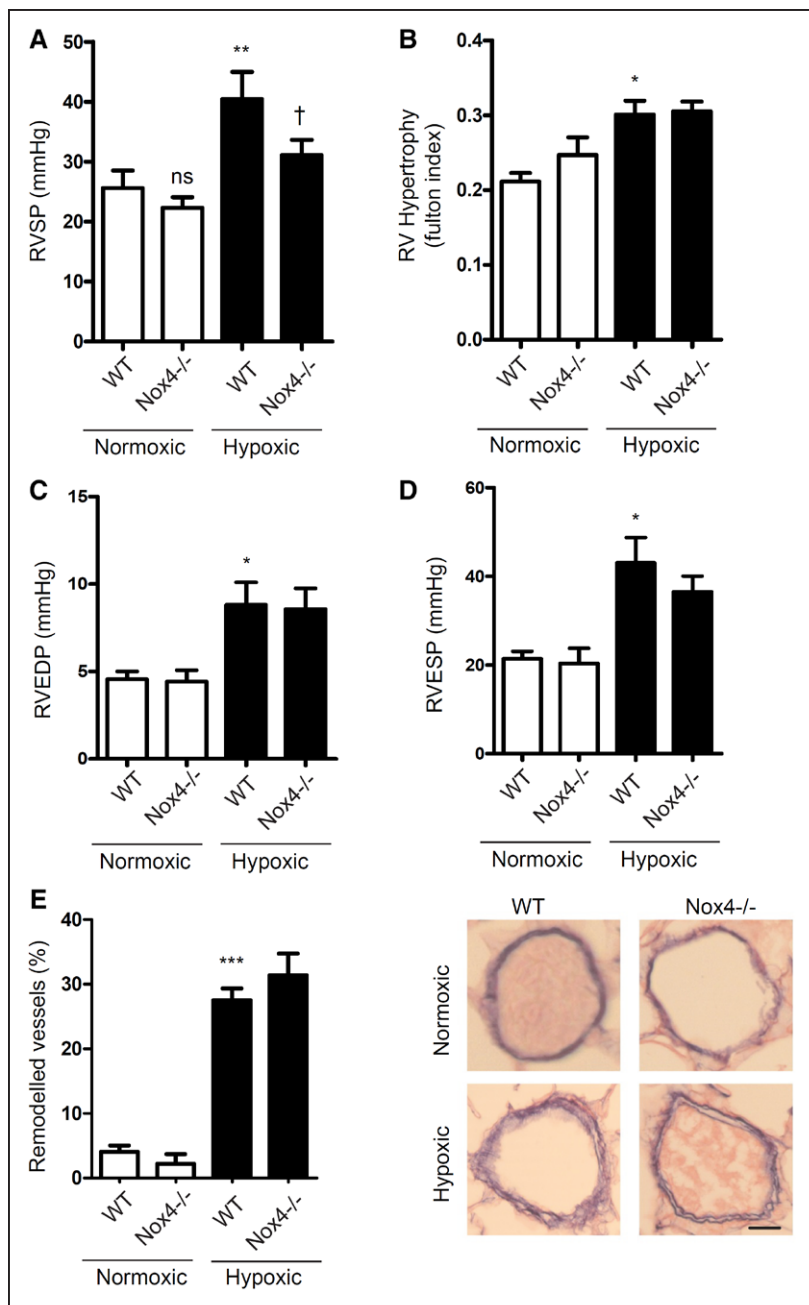 A
RVSP (mmHg)
50
40
30
20
10
0
**
ns
†
WT
Nox4-/-
WT
Nox4-/-
Normoxic
Hypoxic
B
RV Hypertrophy
(fulton index)
0.4
0.3
0.2
0.1
0.0
*
WT
Nox4-/-
WT
Nox4-/-
Normoxic
Hypoxic
C
RVEDP (mmHg)
15
10
5
0
*
WT
Nox4-/-
WT
Nox4-/-
Normoxic
Hypoxic
D
RVESP (mmHg)
60
40
20
0
*
WT
Nox4-/-
WT
Nox4-/-
Normoxic
Hypoxic
E
Remodelled vessels (%)
40
30
20
10
0
***
WT
Nox4-/-
WT
Nox4-/-
Normoxic
Hypoxic
WT
Nox4-/-
Normoxic
Hypoxic